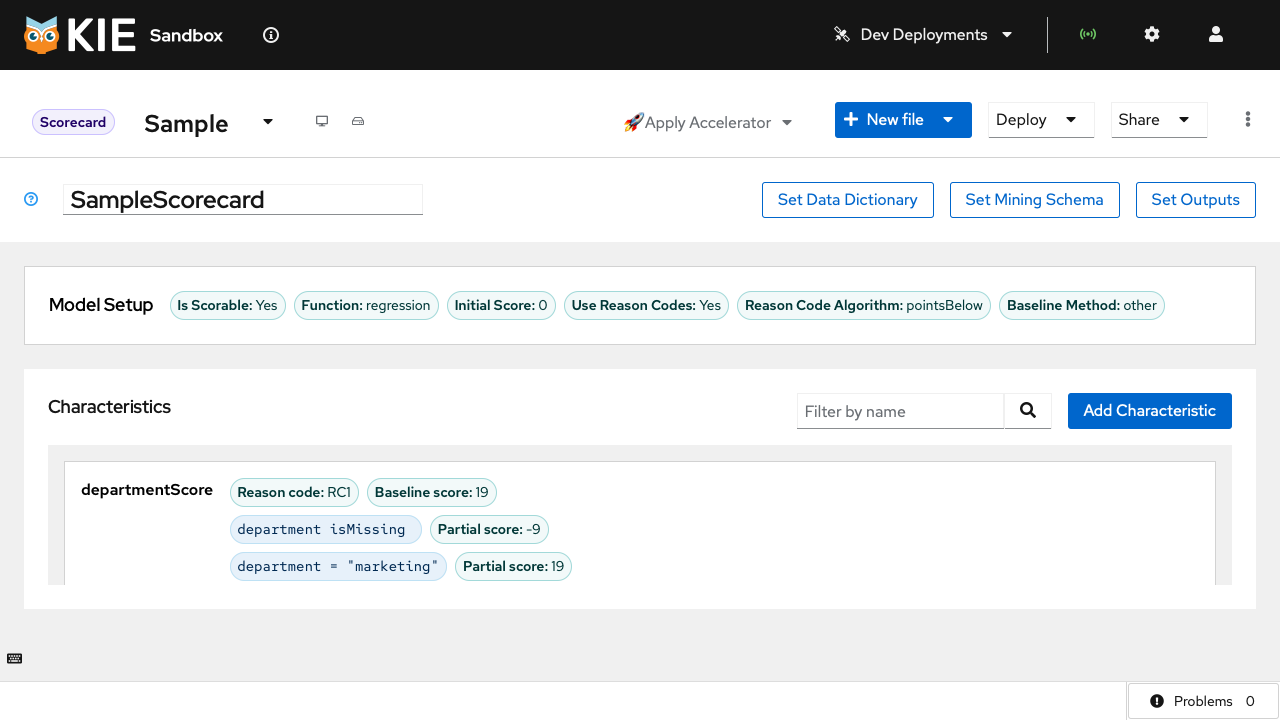 KIE Sandbox
Dev Deployments
Scorecard
Sample
Apply Accelerator
New file
Deploy
Share
SampleScorecard
Set Data Dictionary
Set Mining Schema
Set Outputs
Model Setup
Is Scorable: Yes
Function: regression
Initial Score: 0
Use Reason Codes: Yes
Reason Code Algorithm: pointsBelow
Baseline Method: other
Characteristics
Filter by name
Add Characteristic
departmentScore
Reason code: RC1
Baseline score: 19
department isMissing
Partial score: -9
department = "marketing"
Partial score: 19
Problems 0